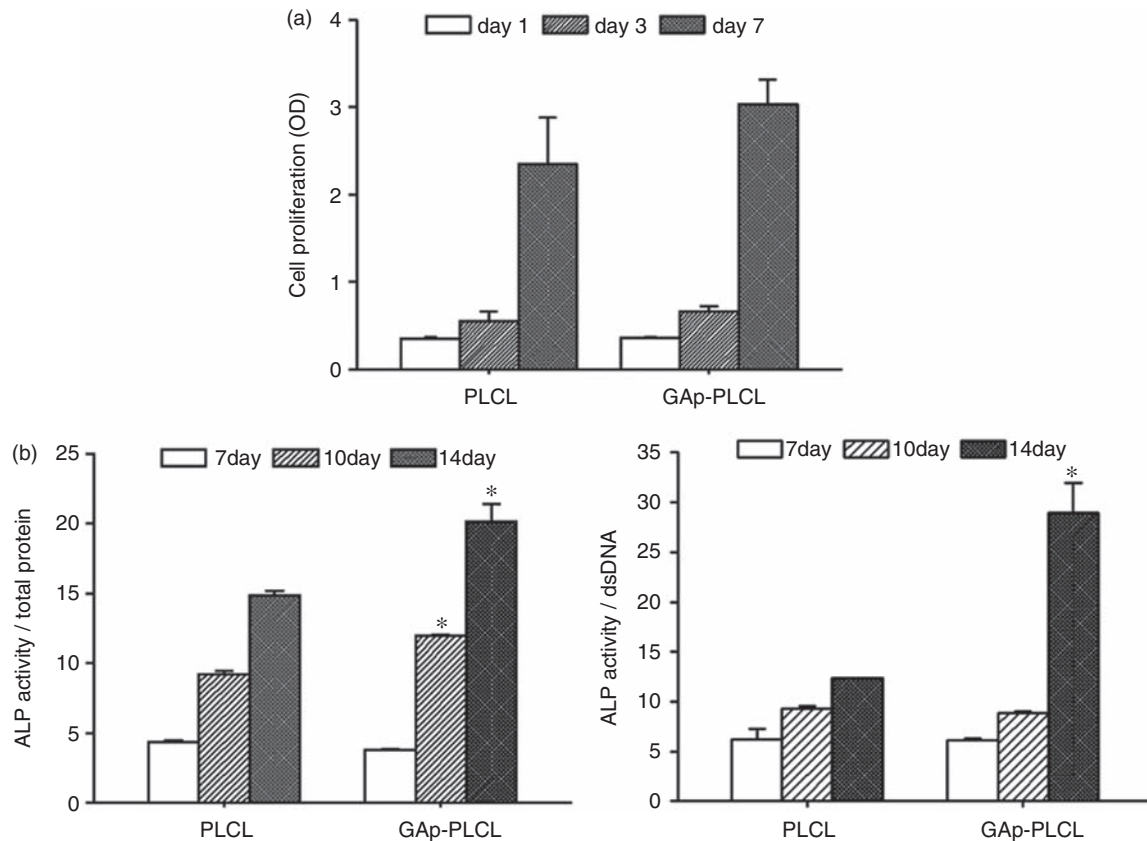 (a)
day 1 day 3 day 7
Cell proliferation (OD)
4
3
2
1
0
PLCL GAp-PLCL
(b)
7day 10day 14day
ALP activity / total protein
25
20
15
10
5
0
* *
PLCL GAp-PLCL
7day 10day 14day
ALP activity / dsDNA
35
30
25
20
15
10
5
0
*
PLCL GAp-PLCL